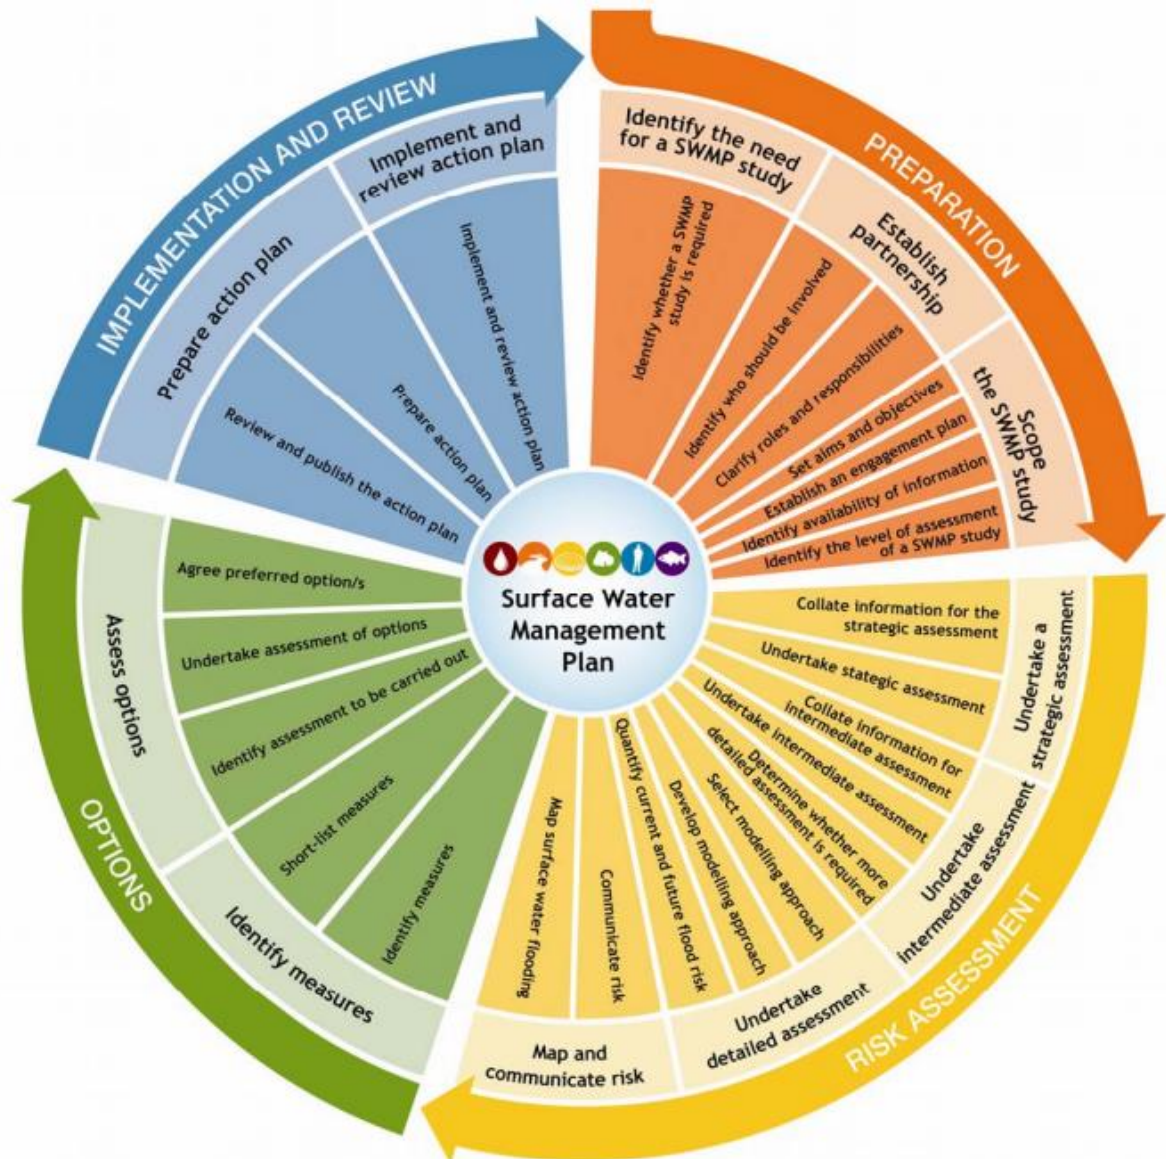 PREPARATION
Identify the need
for a SWMP study
Identify whether a SWMP
study is required
Establish
partnership
Identify who should be involved
Clarify roles and responsibilities
Scope
the SWMP study
Set aims and objectives
Establish an engagement plan
Identify availability of information
Identify the level of assessment
of a SWMP study
RISK ASSESSMENT
Undertake a
strategic assessment
Collate information for the
strategic assessment
Undertake stategic assessment
Undertake
intermediate assessment
Collate information for
intermediate assessment
Undertake intermediate assessment
Determine whether more
detailed assessment is required
Undertake
detailed assessment
Select modelling approach
Develop modelling approach
Quantify current and future flood risk
Map and
communicate risk
Communicate risk
Map surface water flooding
OPTIONS
Identify measures
Identify measures
Short-list measures
Assess options
Identify assessment to be carried out
Undertake assessment of options
Agree preferred option/s
IMPLEMENTATION AND REVIEW
Prepare action plan
Review and publish the action plan
Prepare action plan
Implement and
review action plan
Implement and review action plan
Surface Water
Management
Plan